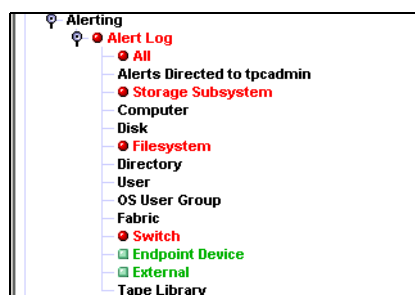 Alerting
Alert Log
All
Alerts Directed to tpcadmin
Storage Subsystem
Computer
Disk
Filesystem
Directory
User
OS User Group
Fabric
Switch
Endpoint Device
External
Tape Library